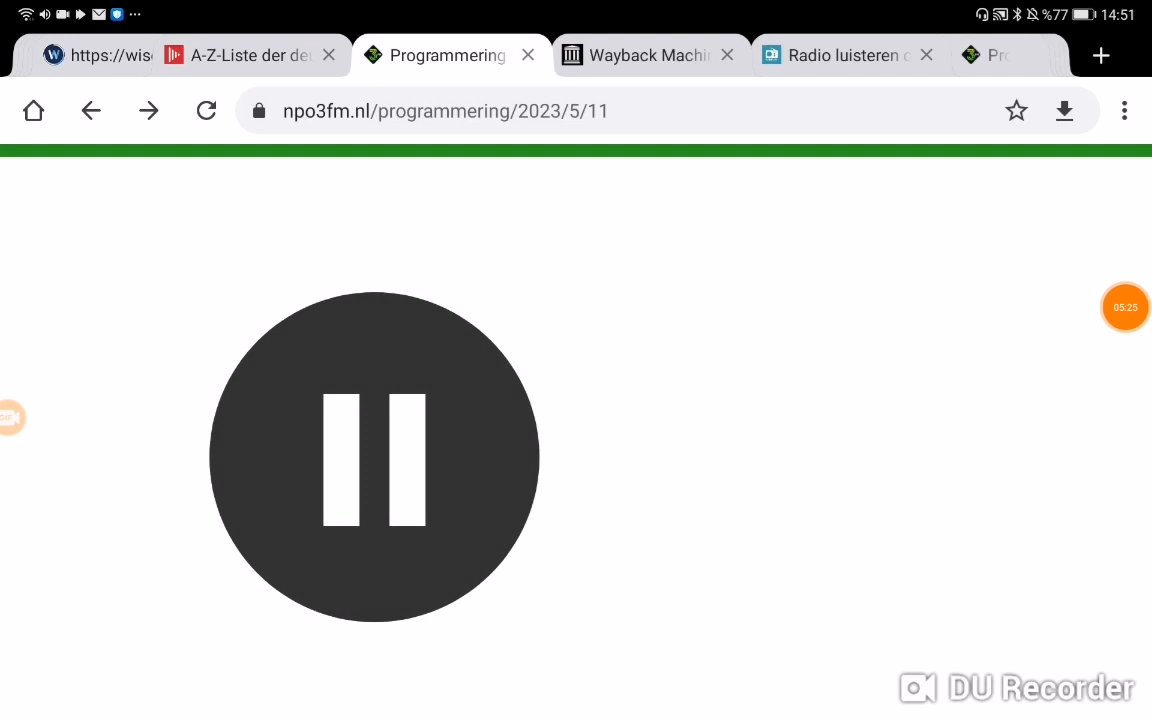 %77 14:51
https://wis A-Z-Liste der de Programmering Wayback Machi Radio luisteren Pr
npo3fm.nl/programmering/2023/5/11
05:25
GIF
DU Recorder